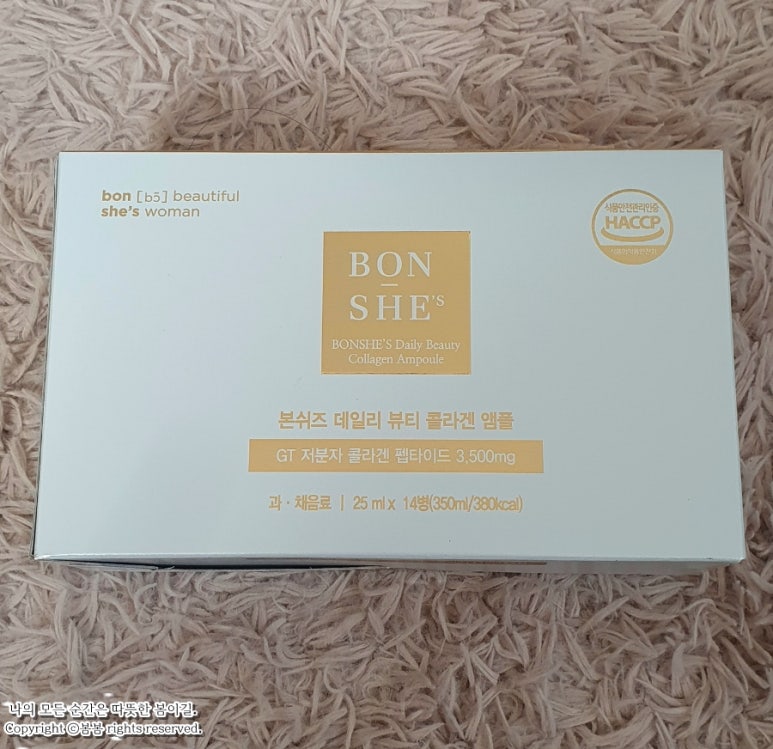 bon [bɔ̃] beautiful
she's woman
식품안전관리인증
HACCP
BON
SHE'S
BONSHE'S Daily Beauty
Collagen Ampoule
본쉬즈 데일리 뷰티 콜라겐 앰플
GT 저분자 콜라겐 펩타이드 3,500mg
과·채음료 | 25 ml x 14병(350ml/380kcal)
나의 모든 순간은 따뜻한 봄이길.
Copyright ⓒ봄봄 rights reserved.